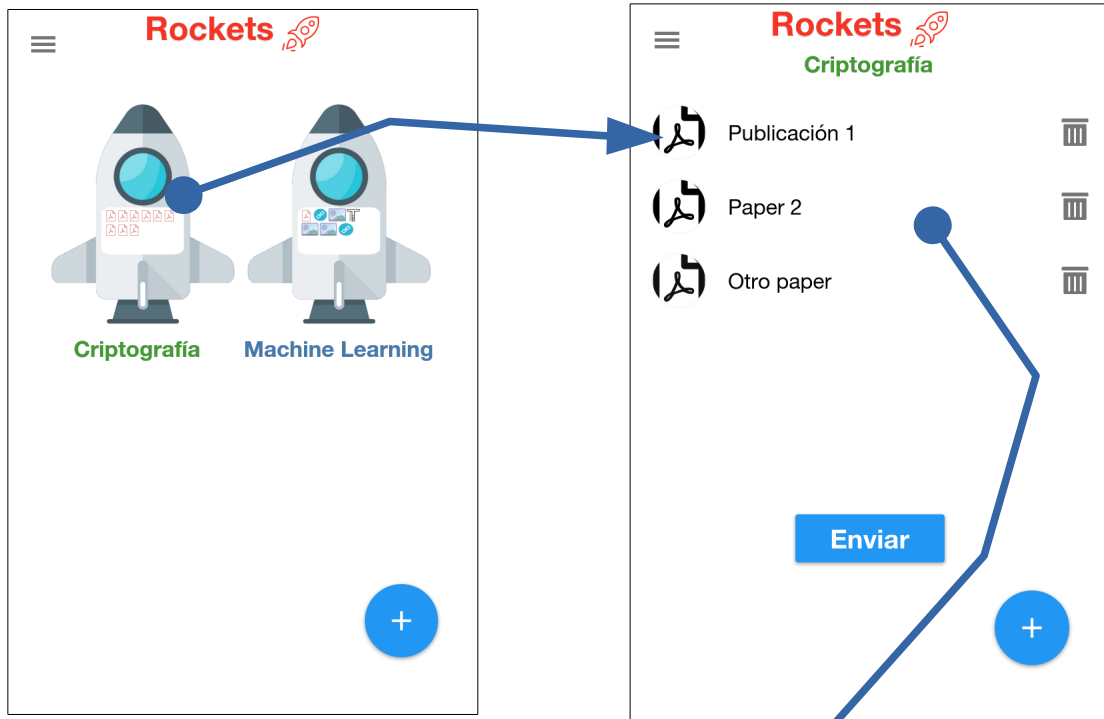 Rockets
Criptografía
Machine Learning
+
Rockets
Criptografía
Publicación 1
Paper 2
Otro paper
Enviar
+